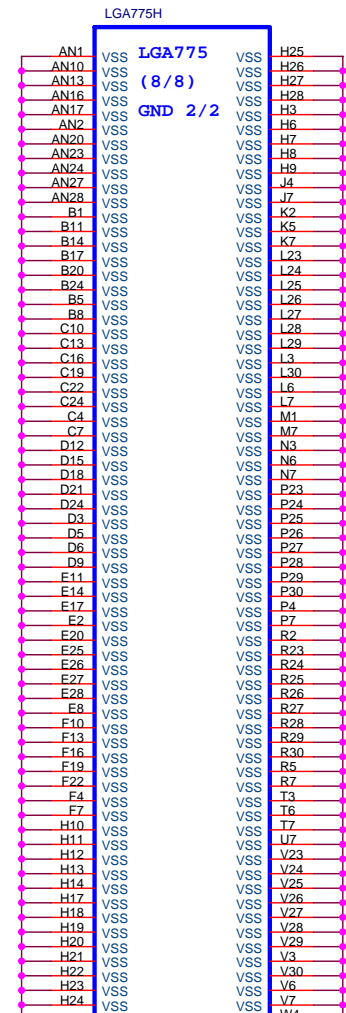 LGA775H
AN1 VSS LGA775 VSS H25
AN10 VSS VSS H26
AN13 VSS (8/8) VSS H27
AN16 VSS VSS H28
AN17 VSS GND 2/2 VSS H3
AN2 VSS VSS H6
AN20 VSS VSS H7
AN23 VSS VSS H8
AN24 VSS VSS H9
AN27 VSS VSS J4
AN28 VSS VSS J7
B1 VSS VSS K2
B11 VSS VSS K5
B14 VSS VSS K7
B17 VSS VSS L23
B20 VSS VSS L24
B24 VSS VSS L25
B5 VSS VSS L26
B8 VSS VSS L27
C10 VSS VSS L28
C13 VSS VSS L29
C16 VSS VSS L3
C19 VSS VSS L30
C22 VSS VSS L6
C24 VSS VSS L7
C4 VSS VSS M1
C7 VSS VSS M7
D12 VSS VSS N3
D15 VSS VSS N6
D18 VSS VSS N7
D21 VSS VSS P23
D24 VSS VSS P24
D3 VSS VSS P25
D5 VSS VSS P26
D6 VSS VSS P27
D9 VSS VSS P28
E11 VSS VSS P29
E14 VSS VSS P30
E17 VSS VSS P4
E2 VSS VSS P7
E20 VSS VSS R2
E25 VSS VSS R23
E26 VSS VSS R24
E27 VSS VSS R25
E28 VSS VSS R26
E8 VSS VSS R27
F10 VSS VSS R28
F13 VSS VSS R29
F16 VSS VSS R30
F19 VSS VSS R5
F22 VSS VSS R7
F4 VSS VSS T3
F7 VSS VSS T6
H10 VSS VSS T7
H11 VSS VSS U7
H12 VSS VSS V23
H13 VSS VSS V24
H14 VSS VSS V25
H17 VSS VSS V26
H18 VSS VSS V27
H19 VSS VSS V28
H20 VSS VSS V29
H21 VSS VSS V3
H22 VSS VSS V30
H23 VSS VSS V6
H24 VSS VSS V7